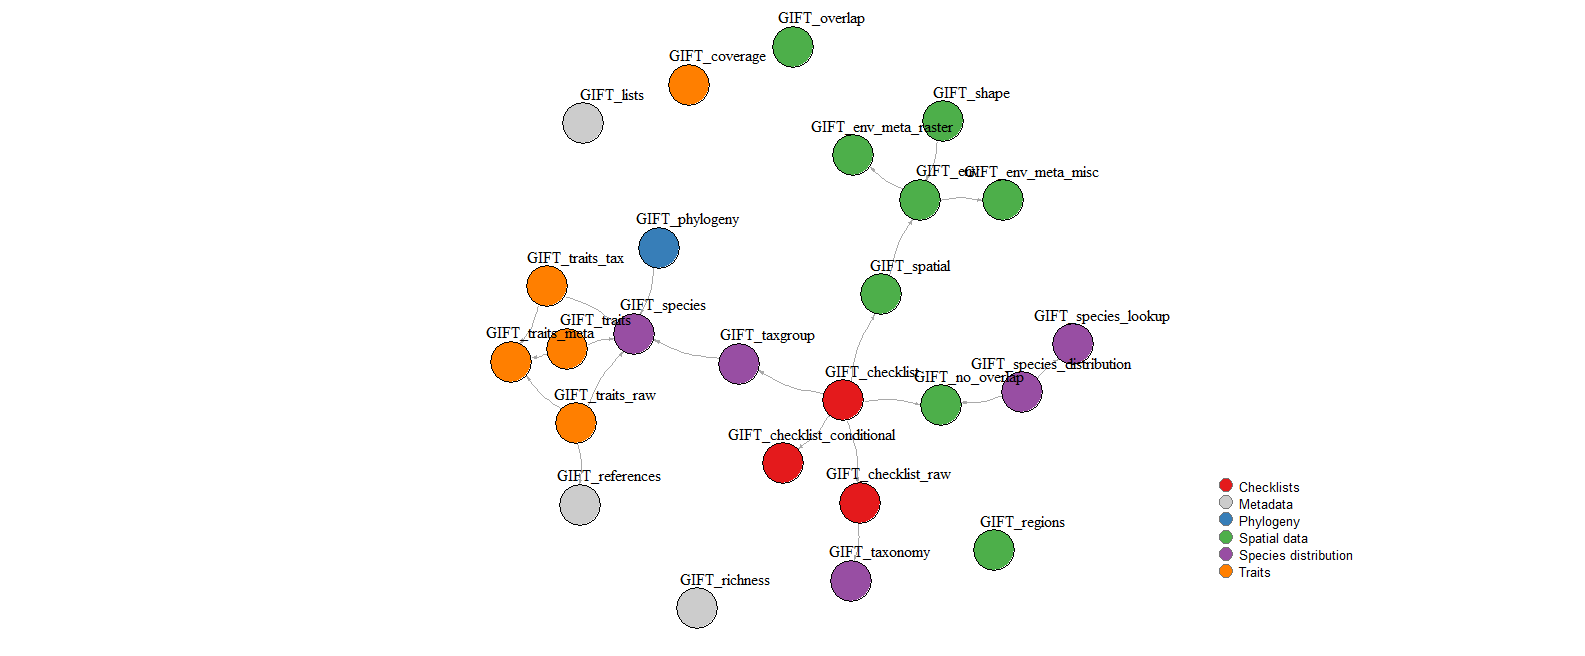 GIFT_overlap
GIFT_coverage
GIFT_lists
GIFT_shape
GIFT_env_meta_raster
GIFT_env
GIFT_env_meta_misc
GIFT_phylogeny
GIFT_traits_tax
GIFT_spatial
GIFT_species
GIFT_species_lookup
GIFT_traits
GIFT_traits_meta
GIFT_taxgroup
GIFT_species_distribution
GIFT_checklist
GIFT_no_overlap
GIFT_traits_raw
GIFT_checklist_conditional
GIFT_references
GIFT_checklist_raw
GIFT_regions
GIFT_taxonomy
GIFT_richness
Checklists
Metadata
Phylogeny
Spatial data
Species distribution
Traits